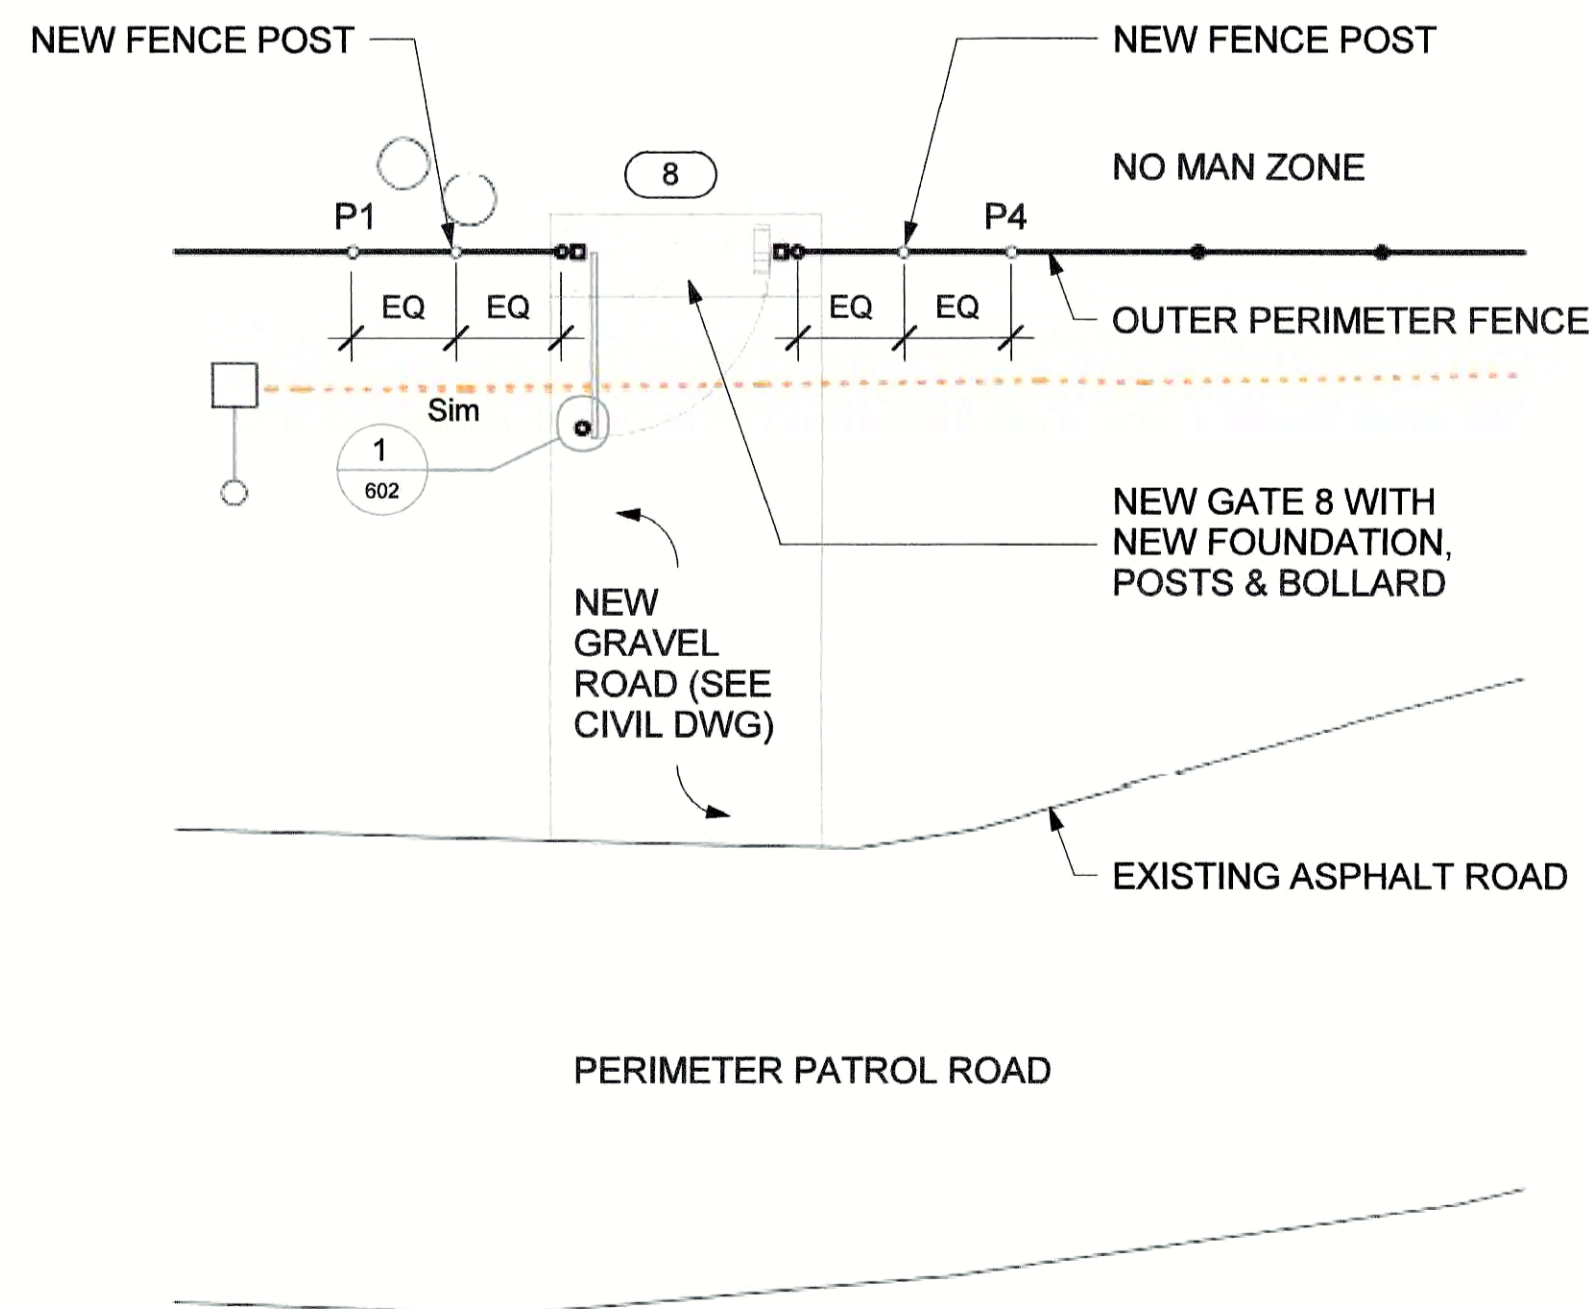 NEW FENCE POST
NEW FENCE POST
8
NO MAN ZONE
P1
P4
EQ
EQ
EQ
EQ
OUTER PERIMETER FENCE
Sim
1
602
NEW GATE 8 WITH
NEW FOUNDATION,
POSTS & BOLLARD
NEW
GRAVEL
ROAD (SEE
CIVIL DWG)
EXISTING ASPHALT ROAD
PERIMETER PATROL ROAD